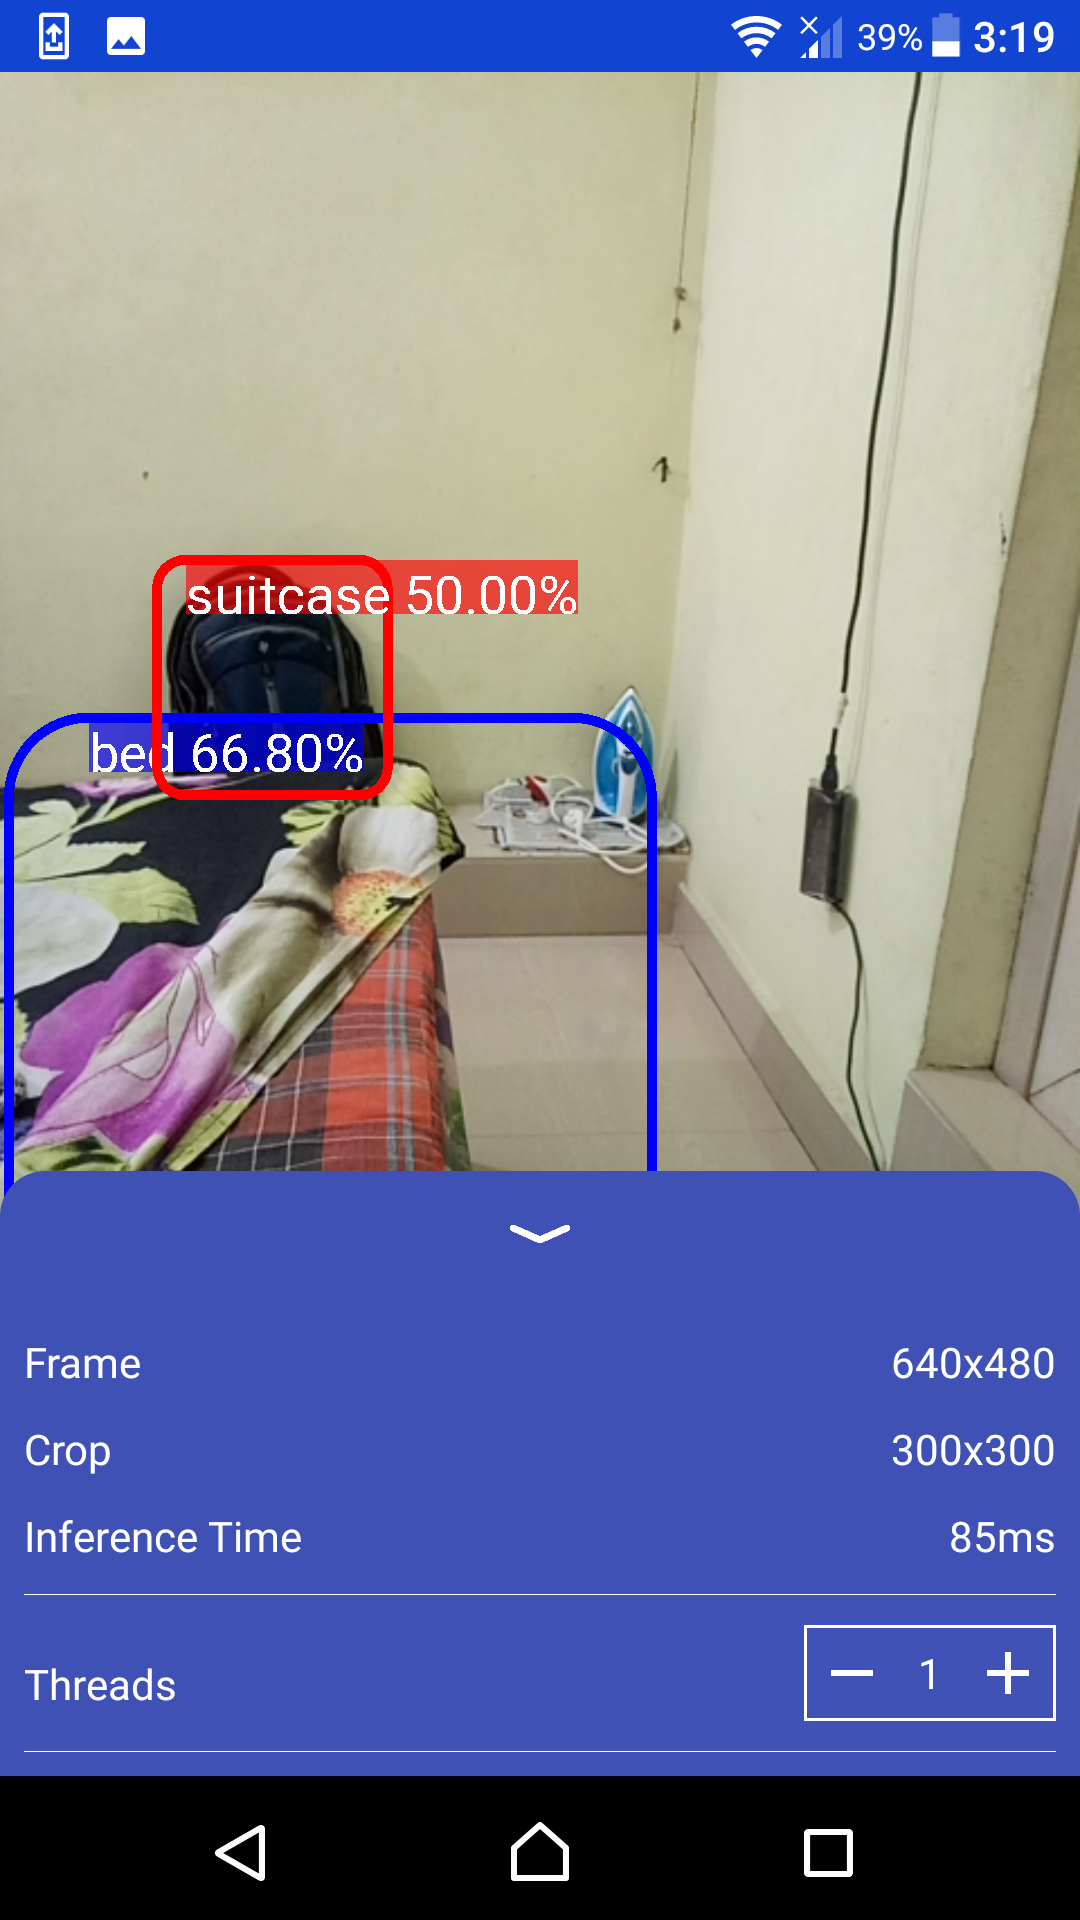 39% 3:19
suitcase 50.00%
bed 66.80%
Frame 640x480
Crop 300x300
Inference Time 85ms
Threads 1